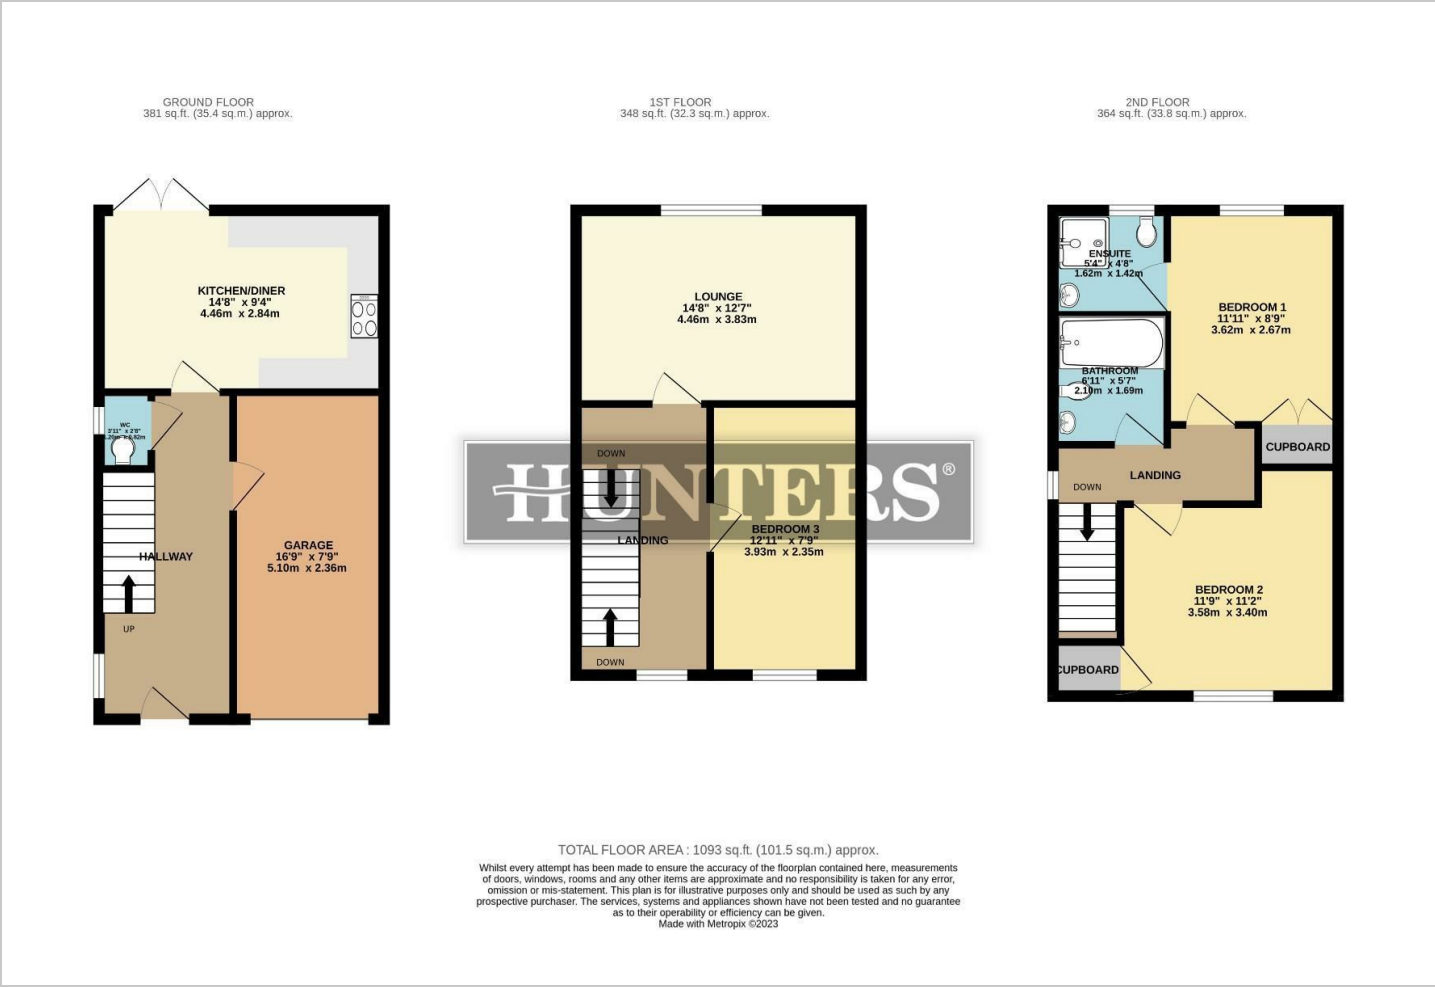 GROUND FLOOR
381 sq.ft. (35.4 sq.m.) approx.
1ST FLOOR
348 sq.ft. (32.3 sq.m.) approx.
2ND FLOOR
364 sq.ft. (33.8 sq.m.) approx.
KITCHEN/DINER
14'8" x 9'4"
4.46m x 2.84m
WC
3'11" x 2'8"
HALLWAY
UP
GARAGE
16'9" x 7'9"
5.10m x 2.36m
LOUNGE
14'8" x 12'7"
4.46m x 3.83m
DOWN
LANDING
DOWN
BEDROOM 3
12'11" x 7'9"
3.93m x 2.35m
HUNTERS®
ENSUITE
5'4" x 4'8"
1.62m x 1.42m
BEDROOM 1
11'11" x 8'9"
3.62m x 2.67m
BATHROOM
6'11" x 5'7"
2.10m x 1.69m
CUPBOARD
LANDING
DOWN
BEDROOM 2
11'9" x 11'2"
3.58m x 3.40m
CUPBOARD
TOTAL FLOOR AREA : 1093 sq.ft. (101.5 sq.m.) approx.
Whilst every attempt has been made to ensure the accuracy of the floorplan contained here, measurements
of doors, windows, rooms and any other items are approximate and no responsibility is taken for any error,
omission or mis-statement. This plan is for illustrative purposes only and should be used as such by any
prospective purchaser. The services, systems and appliances shown have not been tested and no guarantee
as to their operability or efficiency can be given.
Made with Metropix ©2023